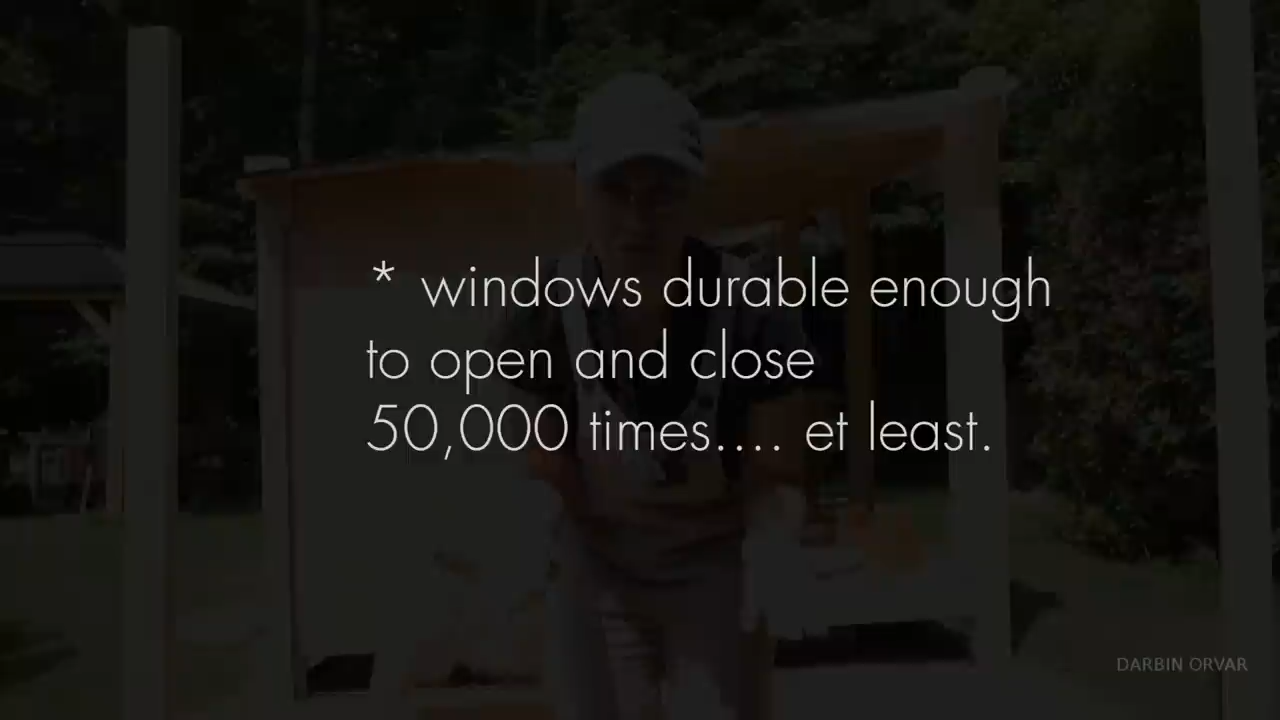 * windows durable enough
to open and close
50,000 times.... et least.
DARBIN ORVAR